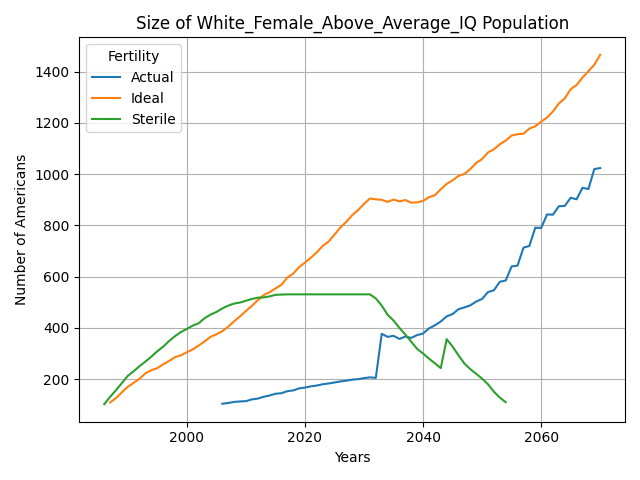 Size of White_Female_Above_Average_IQ Population
Fertility
Actual
Ideal
Sterile
Number of Americans
1400
1200
1000
800
600
400
200
2000
2020
2040
2060
Years